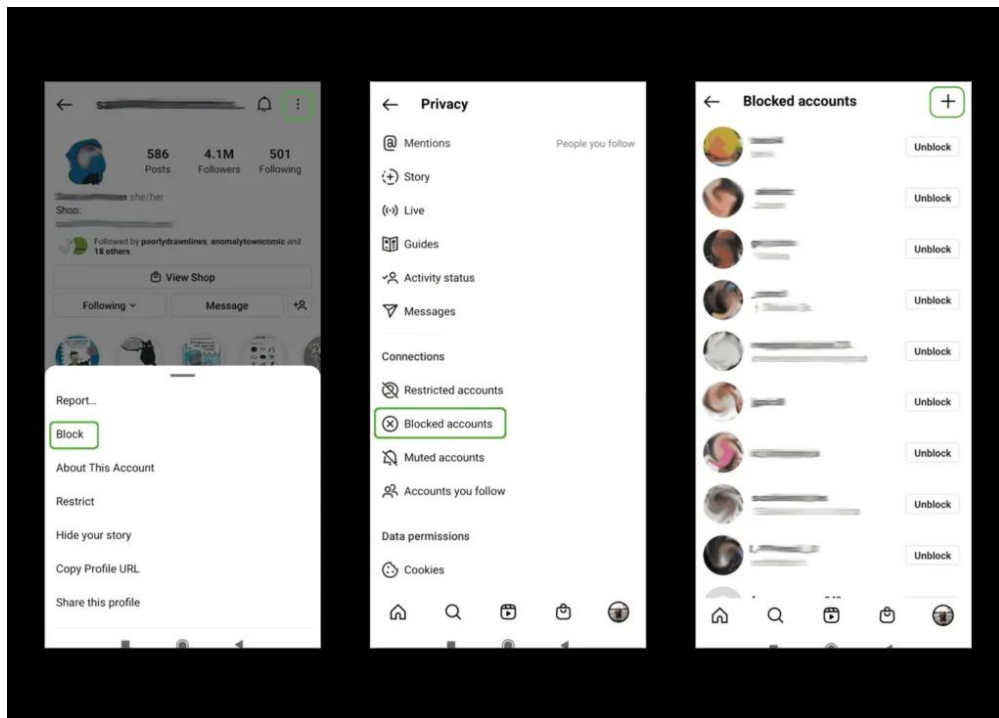 586 4.1M 501
Posts Followers Following
she/her
Shop:
Followed by poorlydrawnlines, anomalytowncomic and
18 others
View Shop
Following Message
Report...
Block
About This Account
Restrict
Hide your story
Copy Profile URL
Share this profile
Privacy
Mentions People you follow
Story
Live
Guides
Activity status
Messages
Connections
Restricted accounts
Blocked accounts
Muted accounts
Accounts you follow
Data permissions
Cookies
Blocked accounts
Unblock
Unblock
Unblock
Unblock
Unblock
Unblock
Unblock
Unblock
Unblock